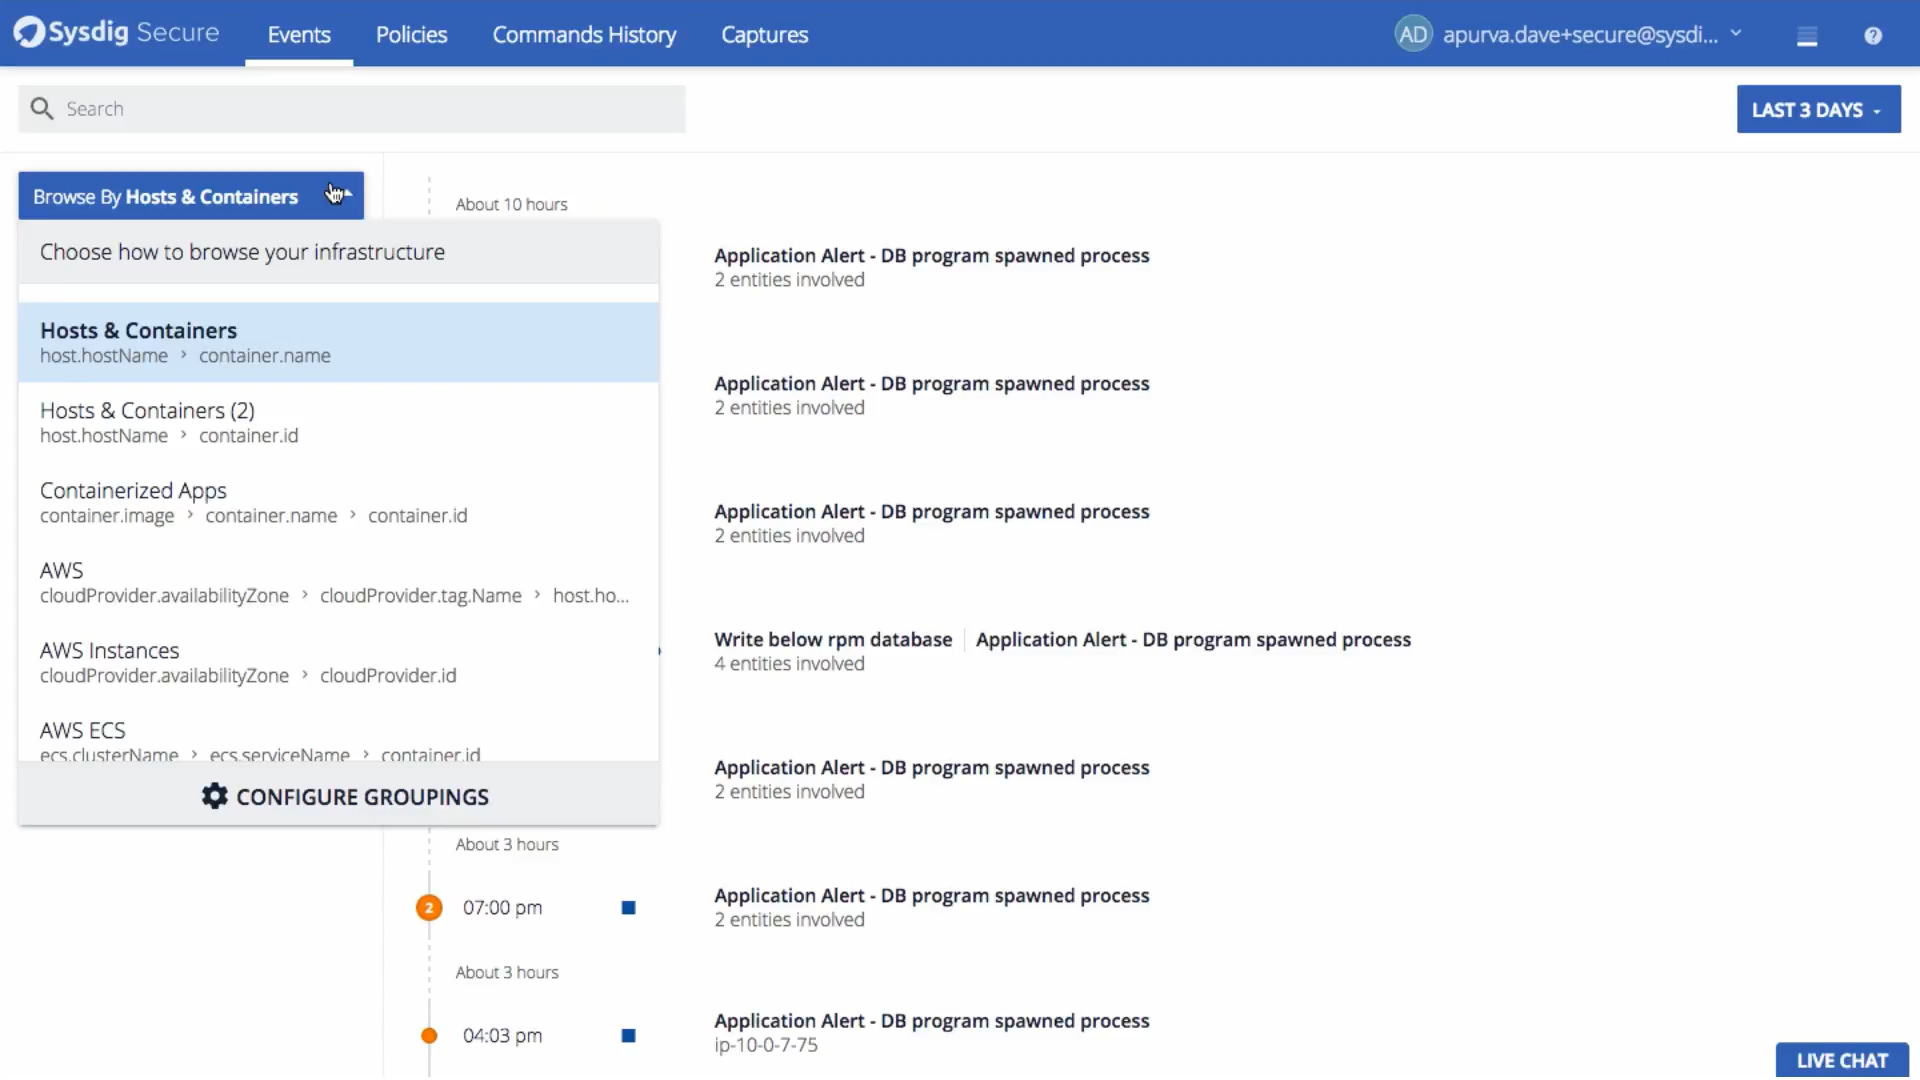 Sysdig Secure
Events
Policies
Commands History
Captures
AD
apurva.dave+secure@sysdi...
?
Search
LAST 3 DAYS
Browse By Hosts & Containers
Choose how to browse your infrastructure
Hosts & Containers
host.hostName > container.name
Hosts & Containers (2)
host.hostName > container.id
Containerized Apps
container.image > container.name > container.id
AWS
cloudProvider.availabilityZone > cloudProvider.tag.Name > host.ho...
AWS Instances
cloudProvider.availabilityZone > cloudProvider.id
AWS ECS
ecs.clusterName > ecs.serviceName > container.id
CONFIGURE GROUPINGS
About 10 hours
Application Alert - DB program spawned process
2 entities involved
Application Alert - DB program spawned process
2 entities involved
Application Alert - DB program spawned process
2 entities involved
Write below rpm database | Application Alert - DB program spawned process
4 entities involved
Application Alert - DB program spawned process
2 entities involved
About 3 hours
2
07:00 pm
Application Alert - DB program spawned process
2 entities involved
About 3 hours
04:03 pm
Application Alert - DB program spawned process
ip-10-0-7-75
LIVE CHAT